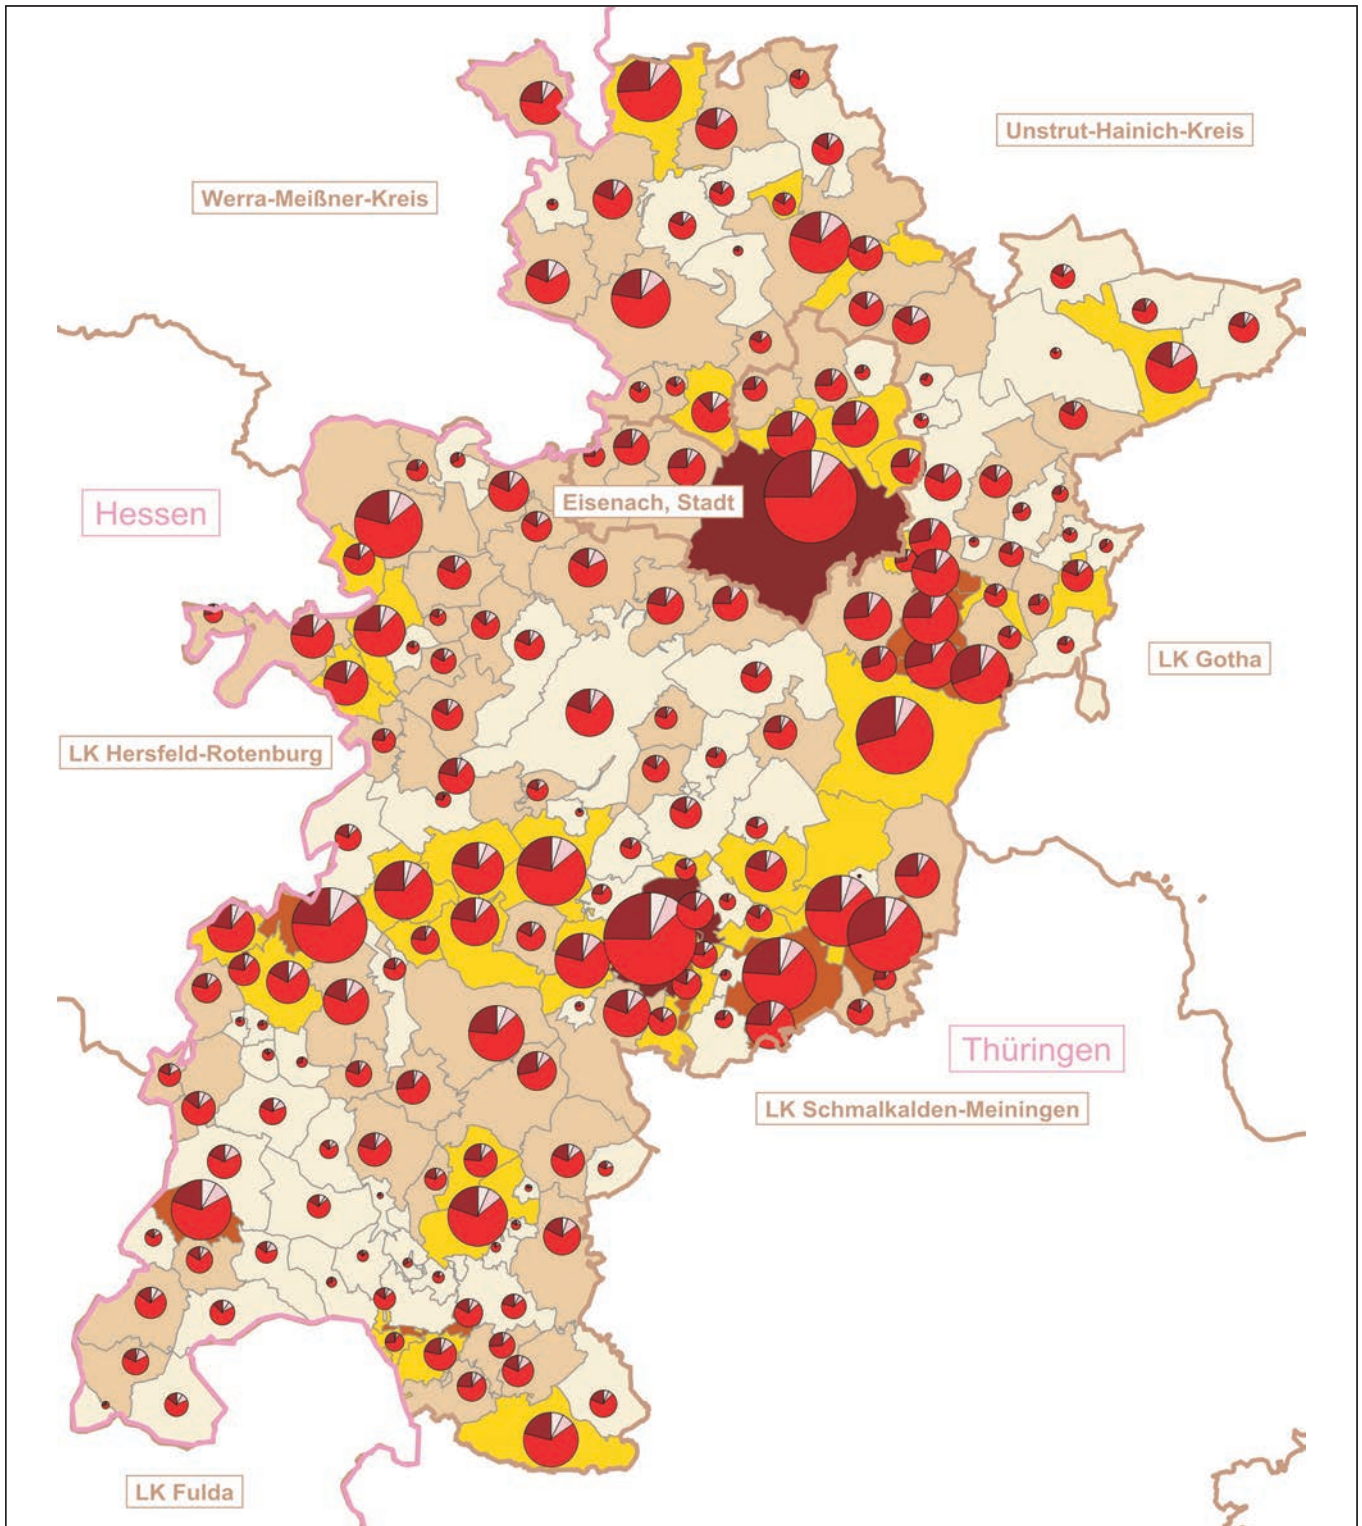 Unstrut-Hainich-Kreis
Werra-Meißner-Kreis
Eisenach, Stadt
Hessen
LK Gotha
LK Hersfeld-Rotenburg
Thüringen
LK Schmalkalden-Meiningen
LK Fulda